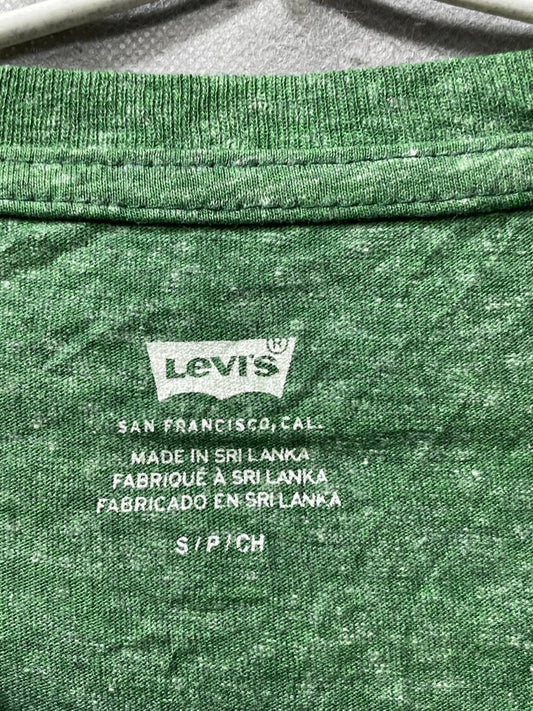 LEVI'S®
SAN FRANCISCO, CAL.
MADE IN SRI LANKA
FABRIQUÉ À SRI LANKA
FABRICADO EN SRI LANKA
S / P / CH